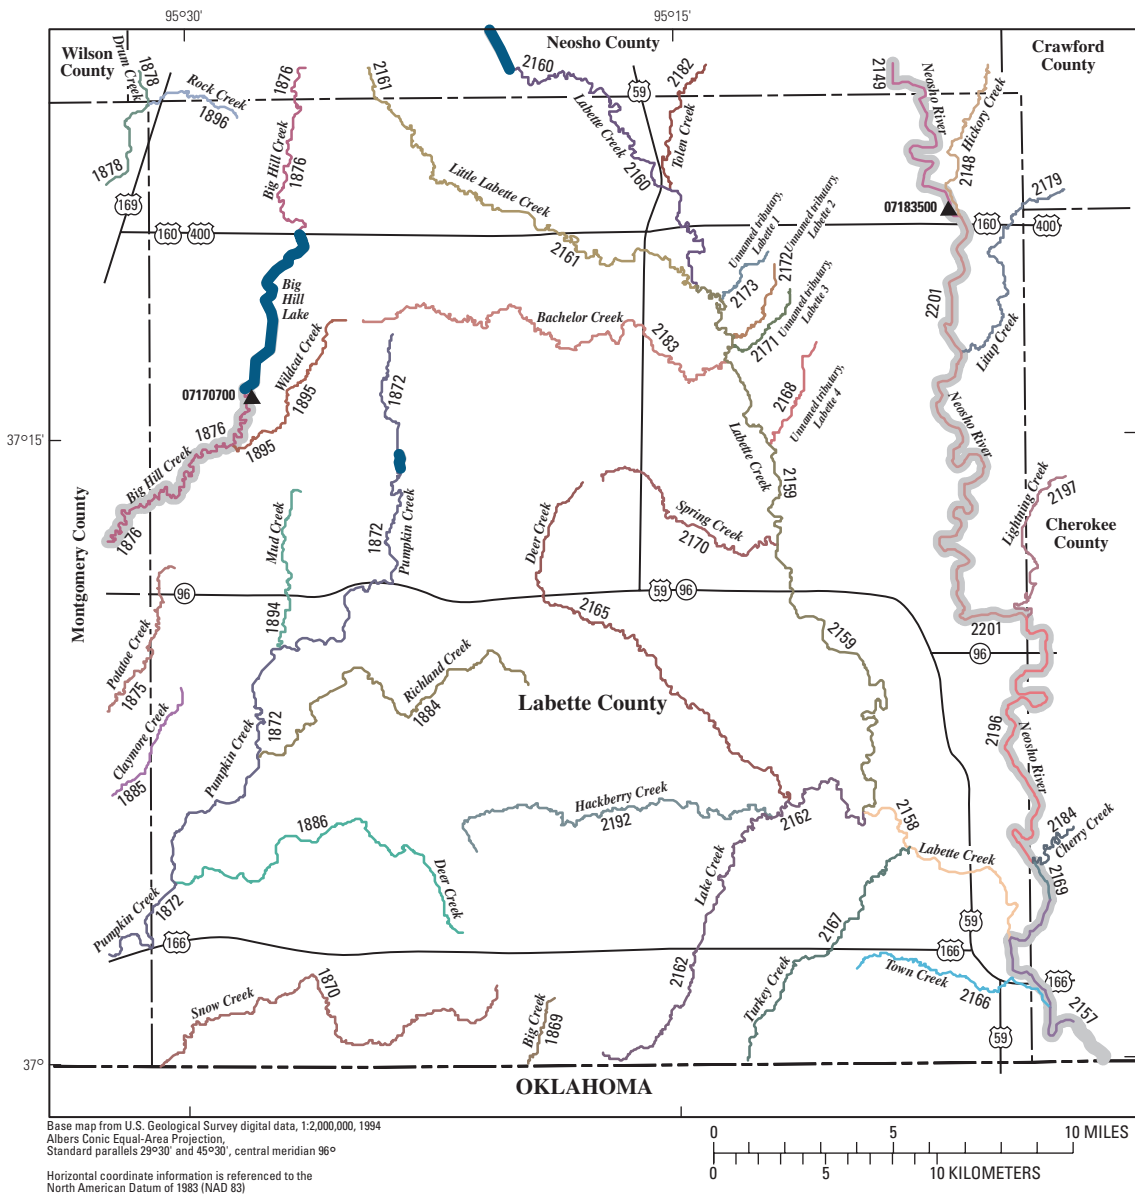 95°30'
95°15'
Wilson
County
Neosho County
Crawford
County
Drum Creek
1878
Rock Creek
1896
1876
2161
2160
59
2182
2149
Neosho River
Hickory Creek
2148
Labette Creek
Tolen Creek
2160
1878
Big Hill Creek
1876
Little Labette Creek
169
160
400
2161
07183500
160
400
2179
Unnamed tributary,
Labette 1
2173
2172
Unnamed tributary,
Labette 2
Unnamed tributary,
Labette 3
2171
Big
Hill
Lake
Wildcat Creek
1895
Bachelor Creek
2183
2201
Litup Creek
07170700
1872
2168
Unnamed tributary,
Labette 4
Neosho River
37°15'
1876
1895
Big Hill Creek
1876
Labette Creek
2159
Mud Creek
1894
1872
Pumpkin Creek
Deer Creek
Spring Creek
2170
Lightning Creek
2197
Cherokee
County
Montgomery County
96
59
96
2165
2201
96
Potatoe Creek
1875
2159
Richland Creek
1884
Labette County
Claymore Creek
1885
Pumpkin Creek
1872
2196
Neosho River
Hackberry Creek
2192
2162
2158
2184
Cherry Creek
1886
Deer Creek
Lake Creek
Labette Creek
2169
Pumpkin Creek
1872
166
2167
59
166
2162
Turkey Creek
Town Creek
2166
166
2157
Snow Creek
1870
Big Creek
1869
59
37°
OKLAHOMA
Base map from U.S. Geological Survey digital data, 1:2,000,000, 1994
Albers Conic Equal-Area Projection,
Standard parallels 29°30' and 45°30', central meridian 96°
Horizontal coordinate information is referenced to the
North American Datum of 1983 (NAD 83)
0 5 10 MILES
0 5 10 KILOMETERS